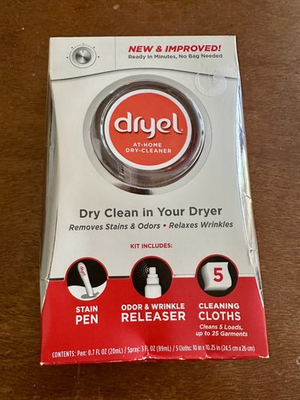 NEW & IMPROVED!
Ready in Minutes, No Bag Needed
dryel
AT-HOME
DRY-CLEANER
Dry Clean in Your Dryer
Removes Stains & Odors • Relaxes Wrinkles
KIT INCLUDES:
STAIN
PEN
ODOR & WRINKLE
RELEASER
5
CLEANING
CLOTHS
Cleans 5 Loads,
up to 25 Garments
CONTENTS: Pen: 0.7 FL OZ (20mL) / Spray: 3 FL OZ (89mL) / 5 Cloths: 10 in x 10.25 in (24.5 cm x 26 cm)